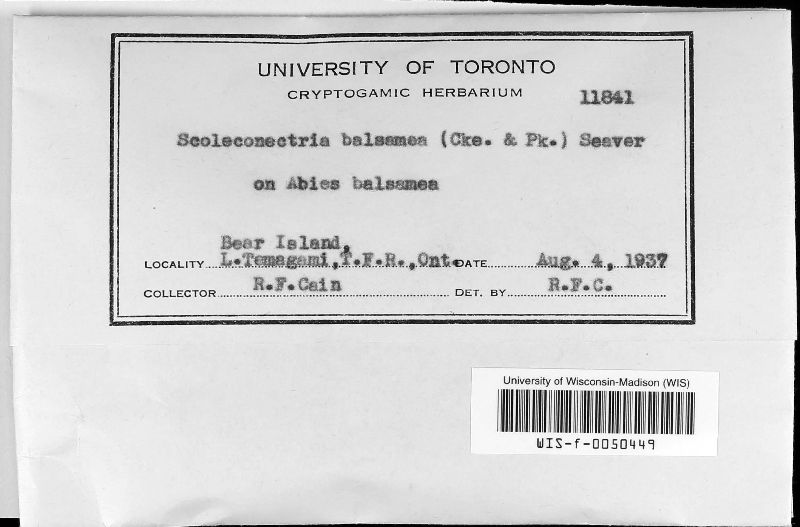 UNIVERSITY OF TORONTO
CRYPTOGAMIC HERBARIUM 11841
Scoleconectria balsamea (Cke. & Pk.) Seaver
on Abies balsamea
Bear Island,
LOCALITY L.Temagami,T.F.R.,Ont. DATE Aug. 4, 1937
COLLECTOR R.F.Cain DET. BY R.F.C.
University of Wisconsin-Madison (WIS)
WIS-f-0050449